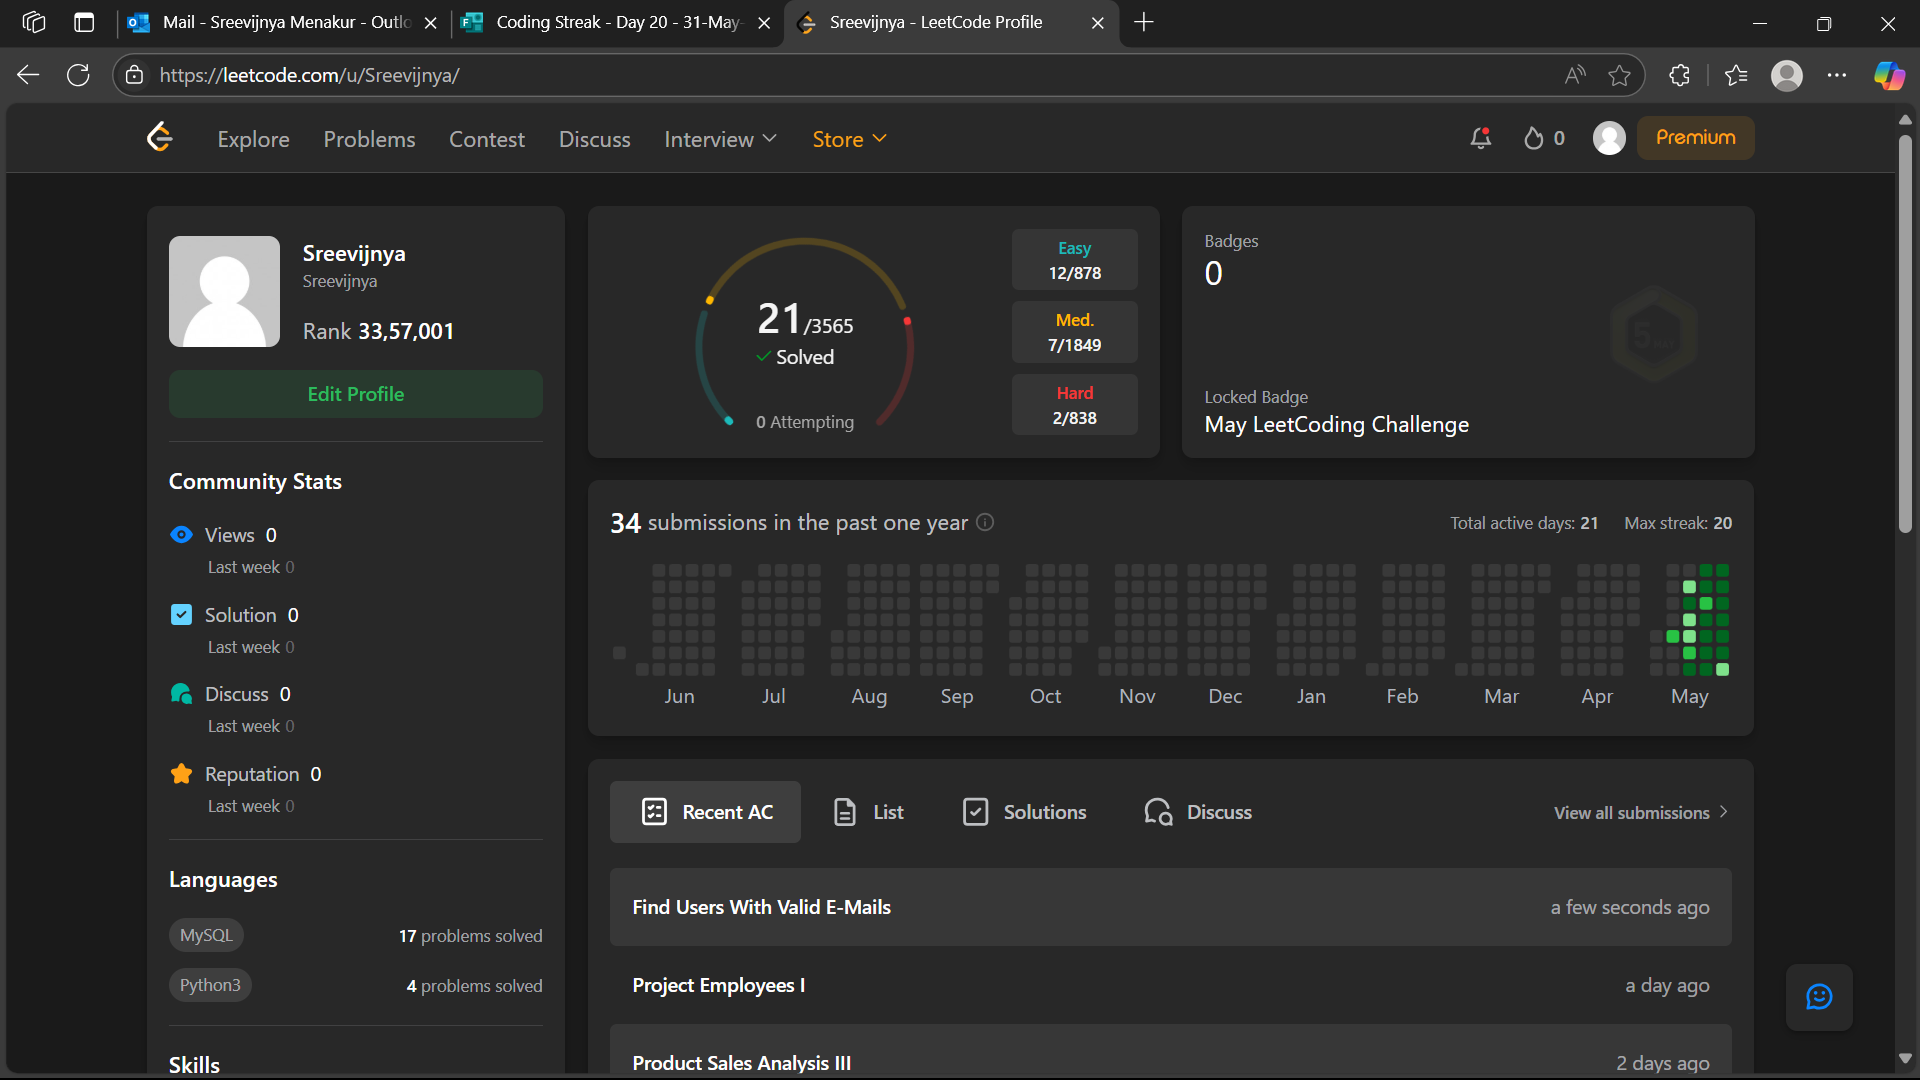 Mail - Sreevijnya Menakur - Outlo
Coding Streak - Day 20 - 31-May-
Sreevijnya - LeetCode Profile
https://leetcode.com/u/Sreevijnya/
Explore
Problems
Contest
Discuss
Interview
Store
0
Premium
Sreevijnya
Sreevijnya
Rank 33,57,001
Edit Profile
Community Stats
Views 0
Last week 0
Solution 0
Last week 0
Discuss 0
Last week 0
Reputation 0
Last week 0
Languages
MySQL
17 problems solved
Python3
4 problems solved
Skills
21/3565
Solved
0 Attempting
Easy
12/878
Med.
7/1849
Hard
2/838
Badges
0
Locked Badge
May LeetCoding Challenge
34 submissions in the past one year
Total active days: 21
Max streak: 20
Jun
Jul
Aug
Sep
Oct
Nov
Dec
Jan
Feb
Mar
Apr
May
Recent AC
List
Solutions
Discuss
View all submissions
Find Users With Valid E-Mails
a few seconds ago
Project Employees I
a day ago
Product Sales Analysis III
2 days ago